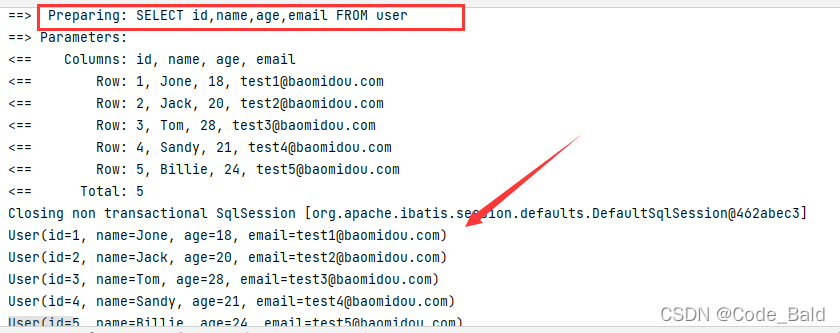 ==>  Preparing: SELECT id,name,age,email FROM user
==> Parameters:
<==    Columns: id, name, age, email
<==        Row: 1, Jone, 18, test1@baomidou.com
<==        Row: 2, Jack, 20, test2@baomidou.com
<==        Row: 3, Tom, 28, test3@baomidou.com
<==        Row: 4, Sandy, 21, test4@baomidou.com
<==        Row: 5, Billie, 24, test5@baomidou.com
<==      Total: 5
Closing non transactional SqlSession [org.apache.ibatis.session.defaults.DefaultSqlSession@462abec3]
User(id=1, name=Jone, age=18, email=test1@baomidou.com)
User(id=2, name=Jack, age=20, email=test2@baomidou.com)
User(id=3, name=Tom, age=28, email=test3@baomidou.com)
User(id=4, name=Sandy, age=21, email=test4@baomidou.com)
User(id=5, name=Billie, age=24, email=test5@baomidou.com)
CSDN @Code_Bald